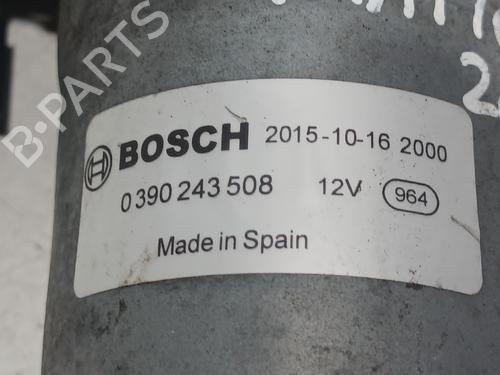 B-PARTS
BOSCH 2015-10-16 2000
0 390 243 508 12V 964
Made in Spain